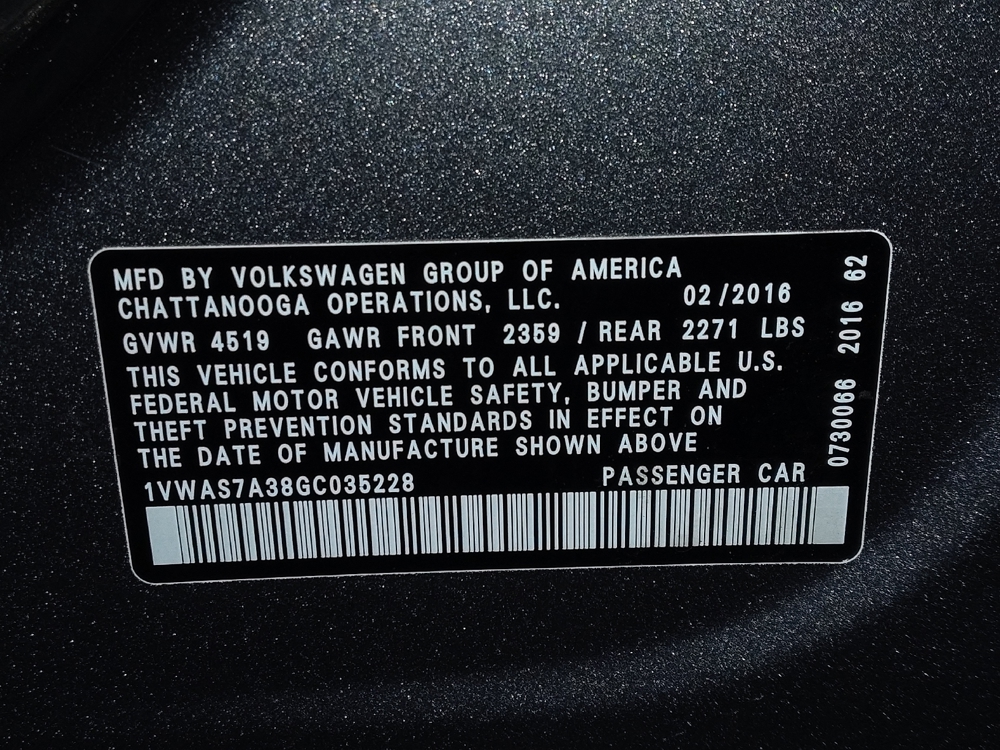 MFD BY VOLKSWAGEN GROUP OF AMERICA
CHATTANOOGA OPERATIONS, LLC. 02/2016
GVWR 4519 GAWR FRONT 2359 / REAR 2271 LBS
THIS VEHICLE CONFORMS TO ALL APPLICABLE U.S.
FEDERAL MOTOR VEHICLE SAFETY, BUMPER AND
THEFT PREVENTION STANDARDS IN EFFECT ON
THE DATE OF MANUFACTURE SHOWN ABOVE
1VWAS7A38GC035228 PASSENGER CAR
0730066 2016 62